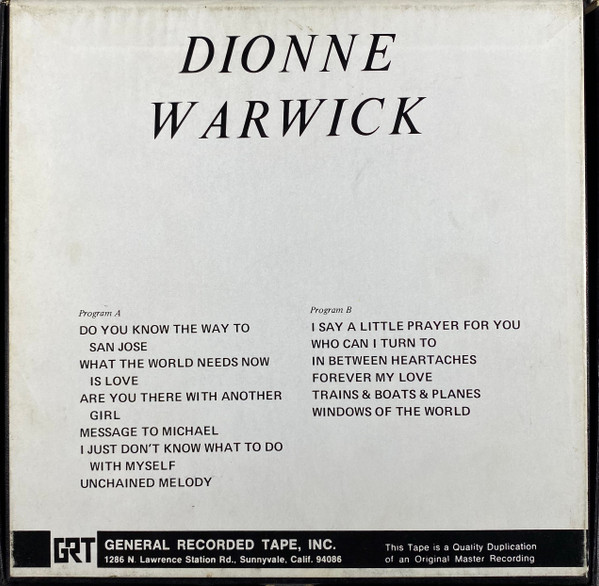 DIONNE
WARWICK
Program A
DO YOU KNOW THE WAY TO
SAN JOSE
WHAT THE WORLD NEEDS NOW
IS LOVE
ARE YOU THERE WITH ANOTHER
GIRL
MESSAGE TO MICHAEL
I JUST DON'T KNOW WHAT TO DO
WITH MYSELF
UNCHAINED MELODY
Program B
I SAY A LITTLE PRAYER FOR YOU
WHO CAN I TURN TO
IN BETWEEN HEARTACHES
FOREVER MY LOVE
TRAINS & BOATS & PLANES
WINDOWS OF THE WORLD
GRT
GENERAL RECORDED TAPE, INC.
1286 N. Lawrence Station Rd., Sunnyvale, Calif. 94086
This Tape is a Quality Duplication
of an Original Master Recording